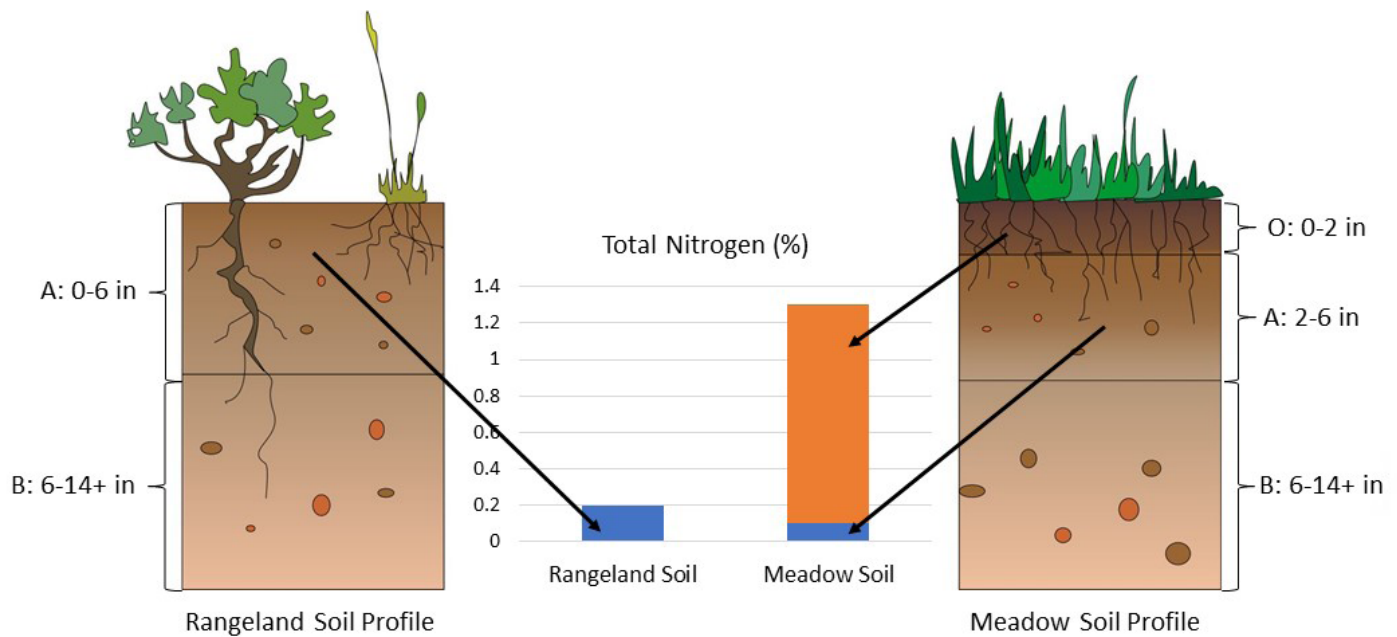 Total Nitrogen (%)
A: 0-6 in
B: 6-14+ in
1.4
1.2
1
0.8
0.6
0.4
0.2
0
Rangeland Soil
Meadow Soil
O: 0-2 in
A: 2-6 in
B: 6-14+ in
Rangeland Soil Profile
Meadow Soil Profile